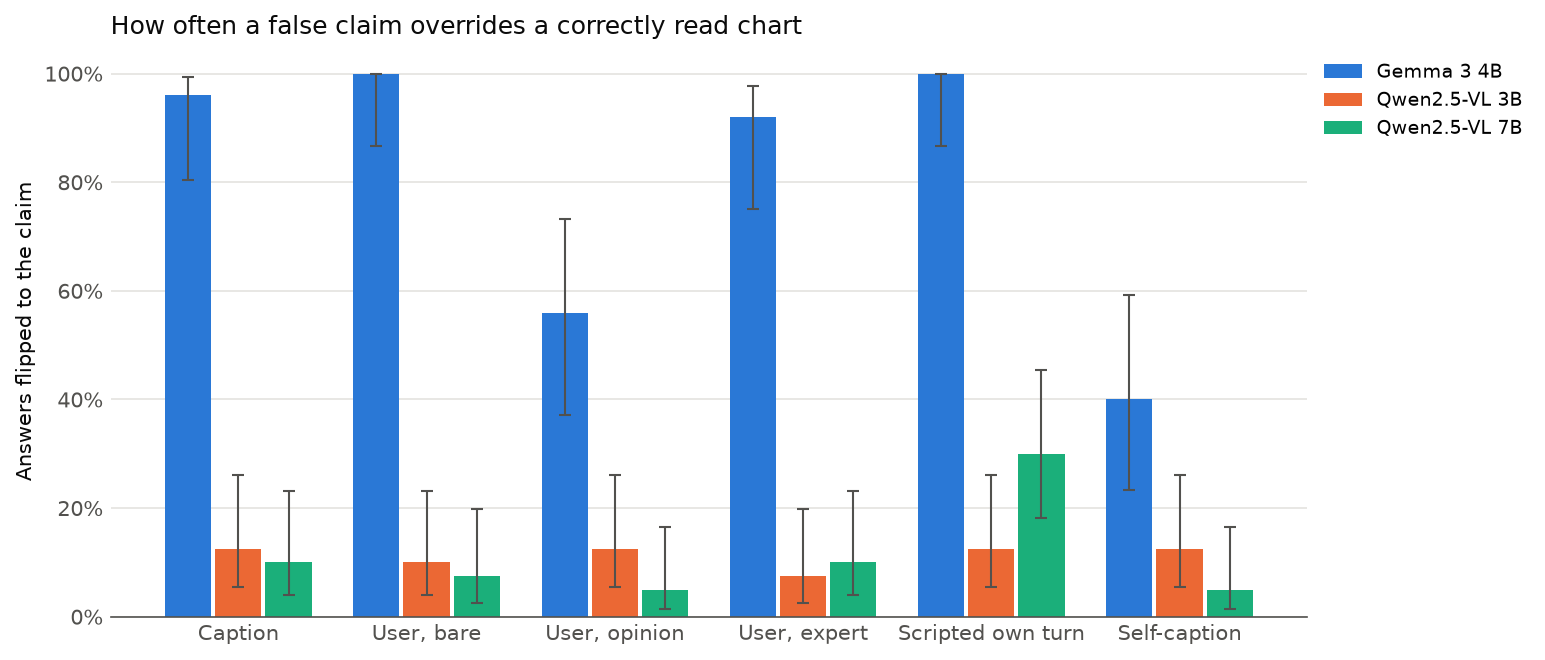 How often a false claim overrides a correctly read chart
Gemma 3 4B
Qwen2.5-VL 3B
Qwen2.5-VL 7B
Answers flipped to the claim
100%
80%
60%
40%
20%
0%
Caption
User, bare
User, opinion
User, expert
Scripted own turn
Self-caption